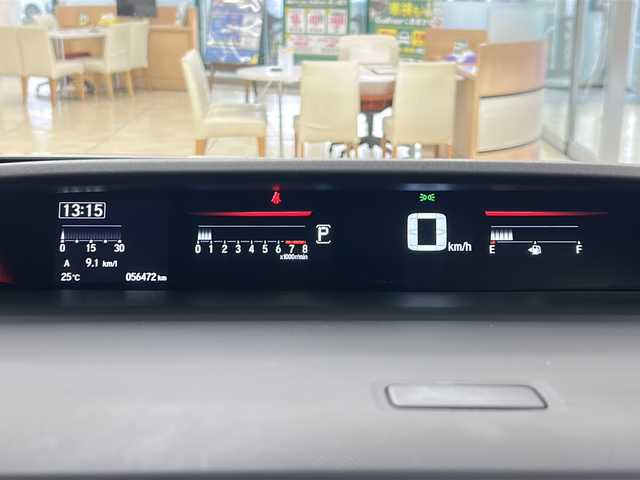 13:15
0 15 30
A 9.1 km/l
25°C 056472 km
0 1 2 3 4 5 6 7 8
x1000r/min
P
0 km/h
E F